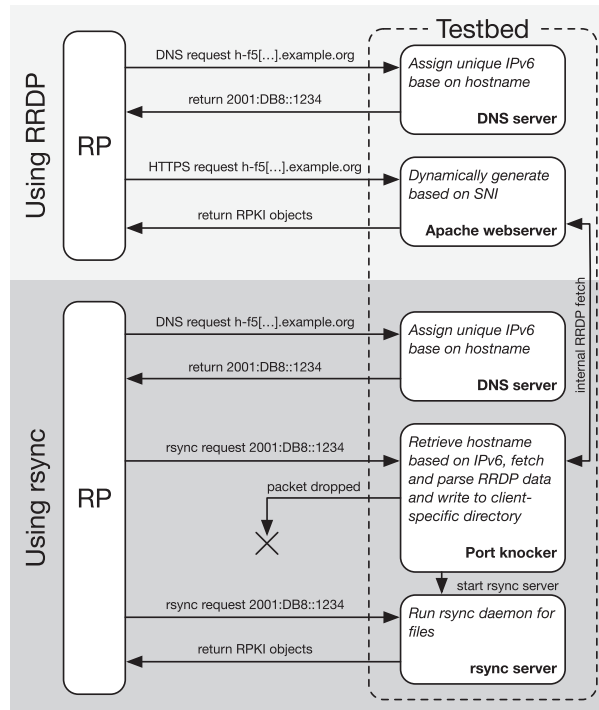 Testbed
Using RRDP
RP
DNS request h-f5[…].example.org
Assign unique IPv6
base on hostname
return 2001:DB8::1234
DNS server
HTTPS request h-f5[…].example.org
Dynamically generate
based on SNI
return RPKI objects
Apache webserver
internal RRDP fetch
Using rsync
RP
DNS request h-f5[…].example.org
Assign unique IPv6
base on hostname
return 2001:DB8::1234
DNS server
rsync request 2001:DB8::1234
Retrieve hostname
based on IPv6, fetch
and parse RRDP data
and write to client-
specific directory
packet dropped
Port knocker
start rsync server
rsync request 2001:DB8::1234
Run rsync daemon for
files
return RPKI objects
rsync server